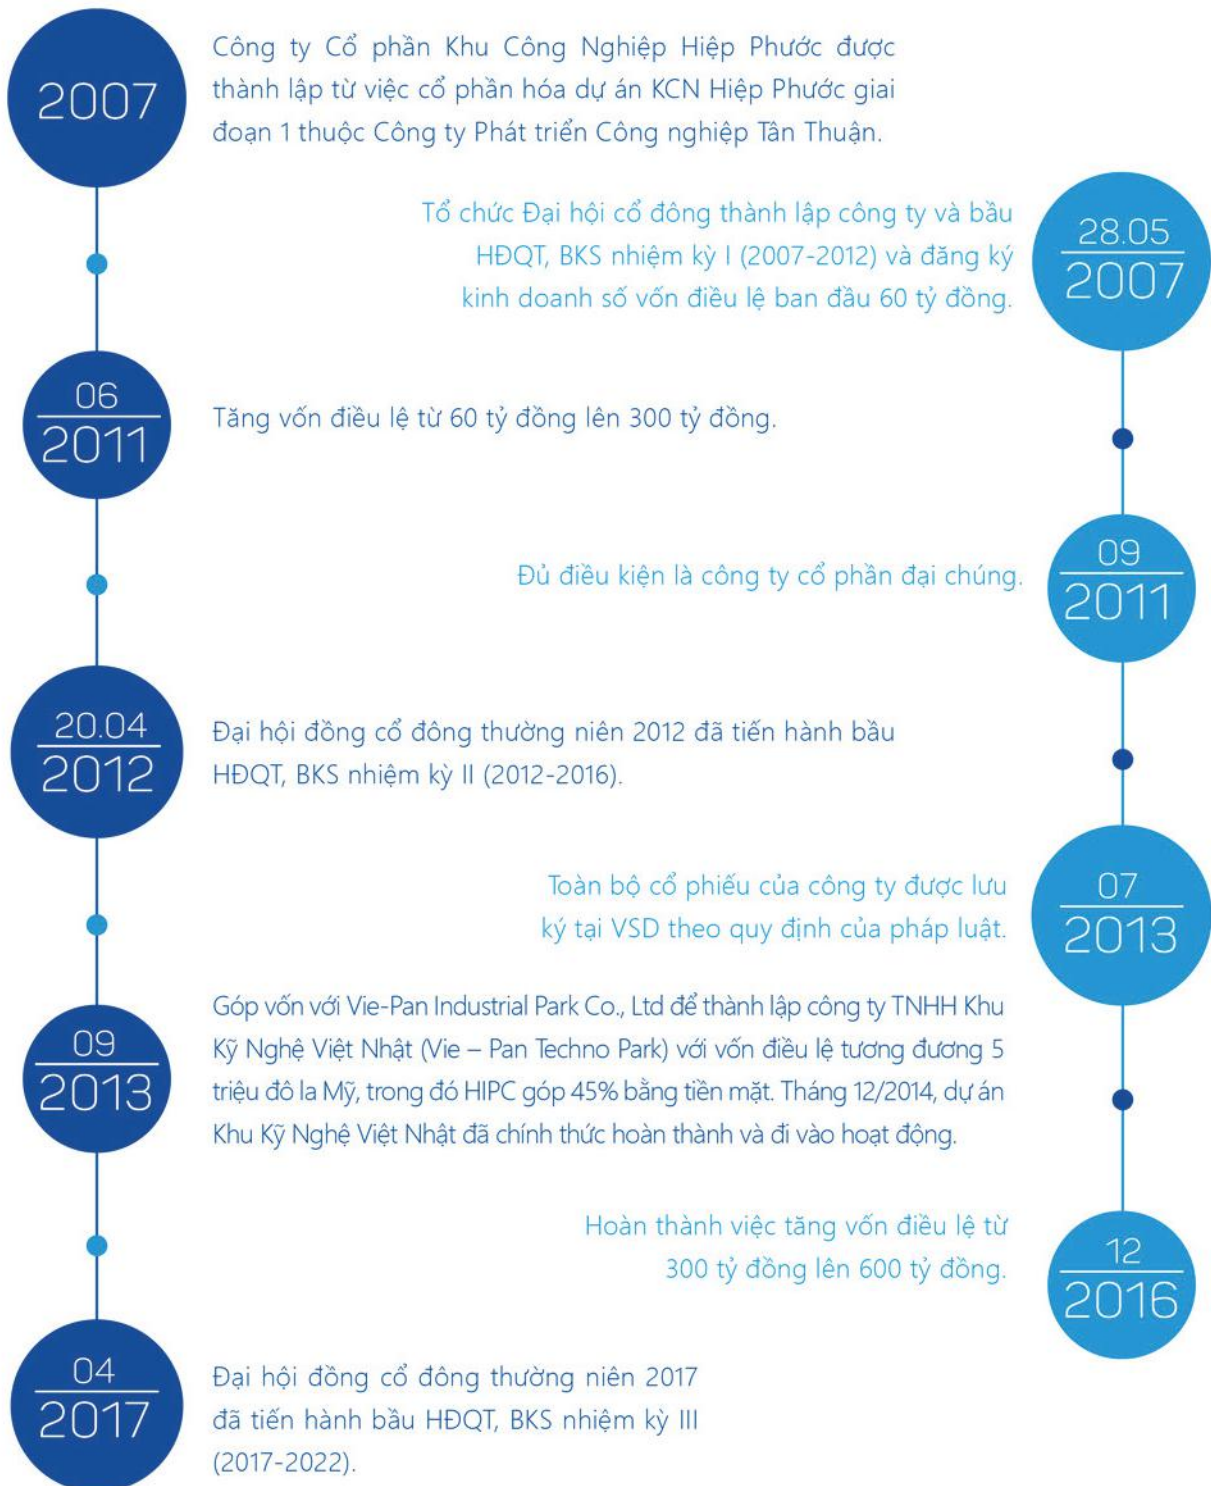 2007
Công ty Cổ phần Khu Công Nghiệp Hiệp Phước được
thành lập từ việc cổ phần hóa dự án KCN Hiệp Phước giai
đoạn 1 thuộc Công ty Phát triển Công nghiệp Tân Thuận.
28.05
2007
Tổ chức Đại hội cổ đông thành lập công ty và bầu
HĐQT, BKS nhiệm kỳ I (2007-2012) và đăng ký
kinh doanh số vốn điều lệ ban đầu 60 tỷ đồng.
06
2011
Tăng vốn điều lệ từ 60 tỷ đồng lên 300 tỷ đồng.
09
2011
Đủ điều kiện là công ty cổ phần đại chúng.
20.04
2012
Đại hội đồng cổ đông thường niên 2012 đã tiến hành bầu
HĐQT, BKS nhiệm kỳ II (2012-2016).
07
2013
Toàn bộ cổ phiếu của công ty được lưu
ký tại VSD theo quy định của pháp luật.
09
2013
Góp vốn với Vie-Pan Industrial Park Co., Ltd để thành lập công ty TNHH Khu
Kỹ Nghệ Việt Nhật (Vie – Pan Techno Park) với vốn điều lệ tương đương 5
triệu đô la Mỹ, trong đó HIPC góp 45% bằng tiền mặt. Tháng 12/2014, dự án
Khu Kỹ Nghệ Việt Nhật đã chính thức hoàn thành và đi vào hoạt động.
12
2016
Hoàn thành việc tăng vốn điều lệ từ
300 tỷ đồng lên 600 tỷ đồng.
04
2017
Đại hội đồng cổ đông thường niên 2017
đã tiến hành bầu HĐQT, BKS nhiệm kỳ III
(2017-2022).